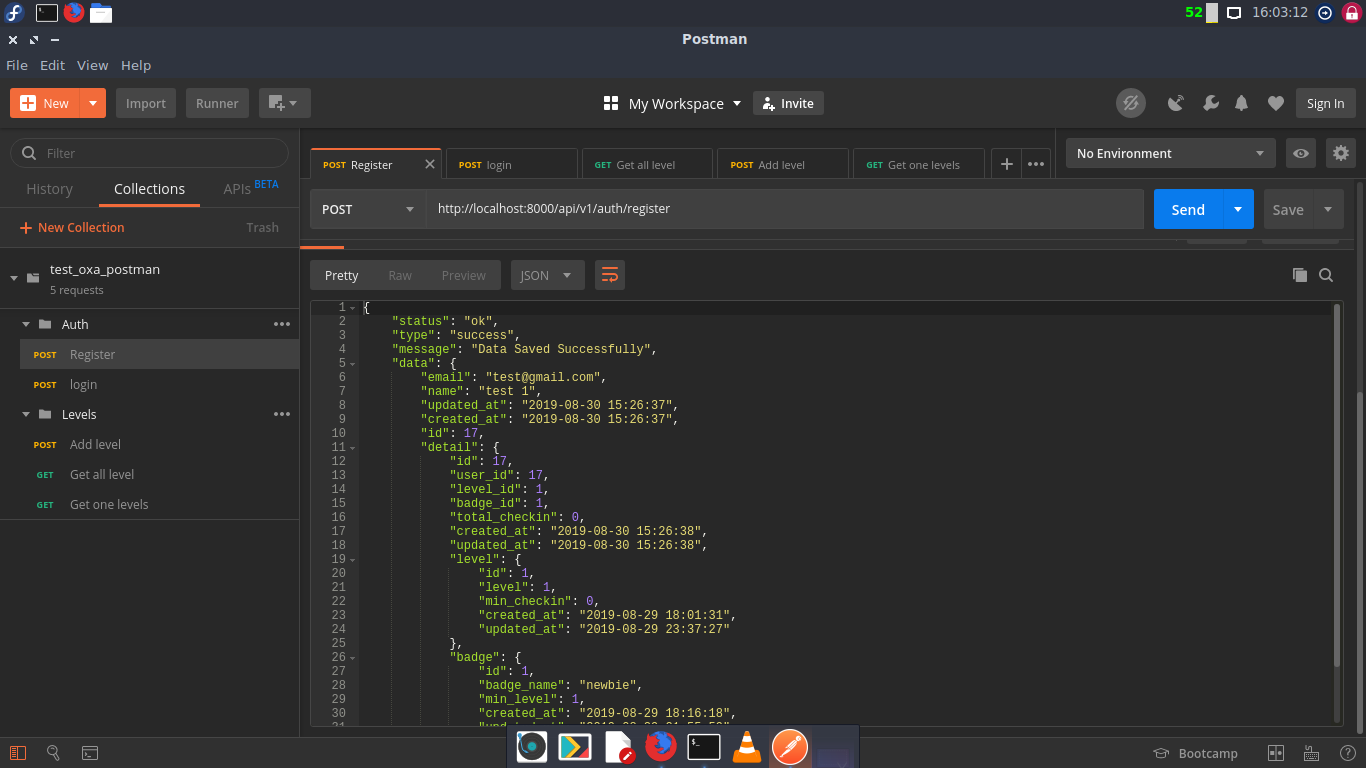 52
16:03:12
Postman
File Edit View Help
New
Import
Runner
My Workspace
Invite
Sign In
Filter
History
Collections
APIs BETA
New Collection
Trash
test_oxa_postman
5 requests
Auth
POST Register
POST login
Levels
POST Add level
GET Get all level
GET Get one levels
POST Register
POST login
GET Get all level
POST Add level
GET Get one levels
No Environment
POST
http://localhost:8000/api/v1/auth/register
Send
Save
Pretty
Raw
Preview
JSON
1 {
2 "status": "ok",
3 "type": "success",
4 "message": "Data Saved Successfully",
5 "data": {
6 "email": "test@gmail.com",
7 "name": "test 1",
8 "updated_at": "2019-08-30 15:26:37",
9 "created_at": "2019-08-30 15:26:37",
10 "id": 17,
11 "detail": {
12 "id": 17,
13 "user_id": 17,
14 "level_id": 1,
15 "badge_id": 1,
16 "total_checkin": 0,
17 "created_at": "2019-08-30 15:26:38",
18 "updated_at": "2019-08-30 15:26:38",
19 "level": {
20 "id": 1,
21 "level": 1,
22 "min_checkin": 0,
23 "created_at": "2019-08-29 18:01:31",
24 "updated_at": "2019-08-29 23:37:27"
25 },
26 "badge": {
27 "id": 1,
28 "badge_name": "newbie",
29 "min_level": 1,
30 "created_at": "2019-08-29 18:16:18",
Bootcamp